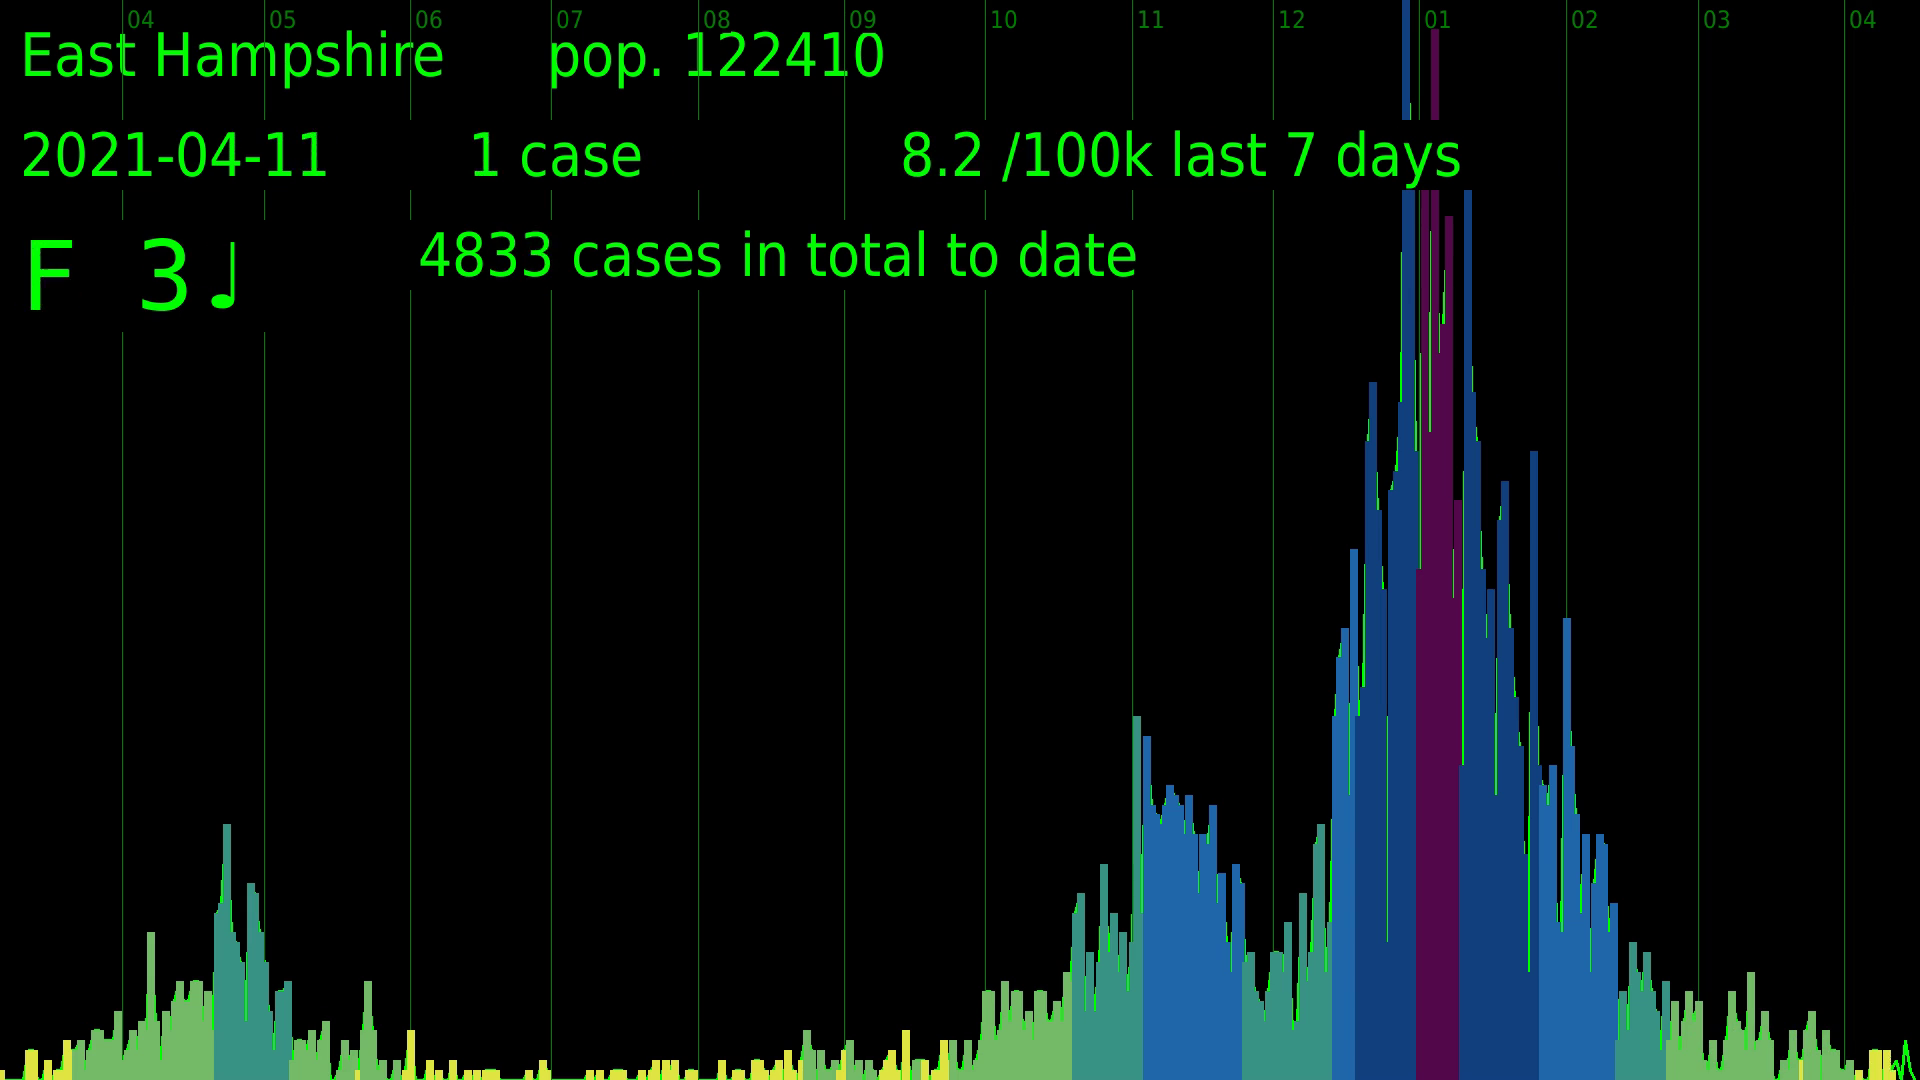 04 05 06 07 08 09 10 11 12 01 02 03 04
East Hampshire pop. 122410
2021-04-11 1 case 8.2 /100k last 7 days
F 3♩ 4833 cases in total to date